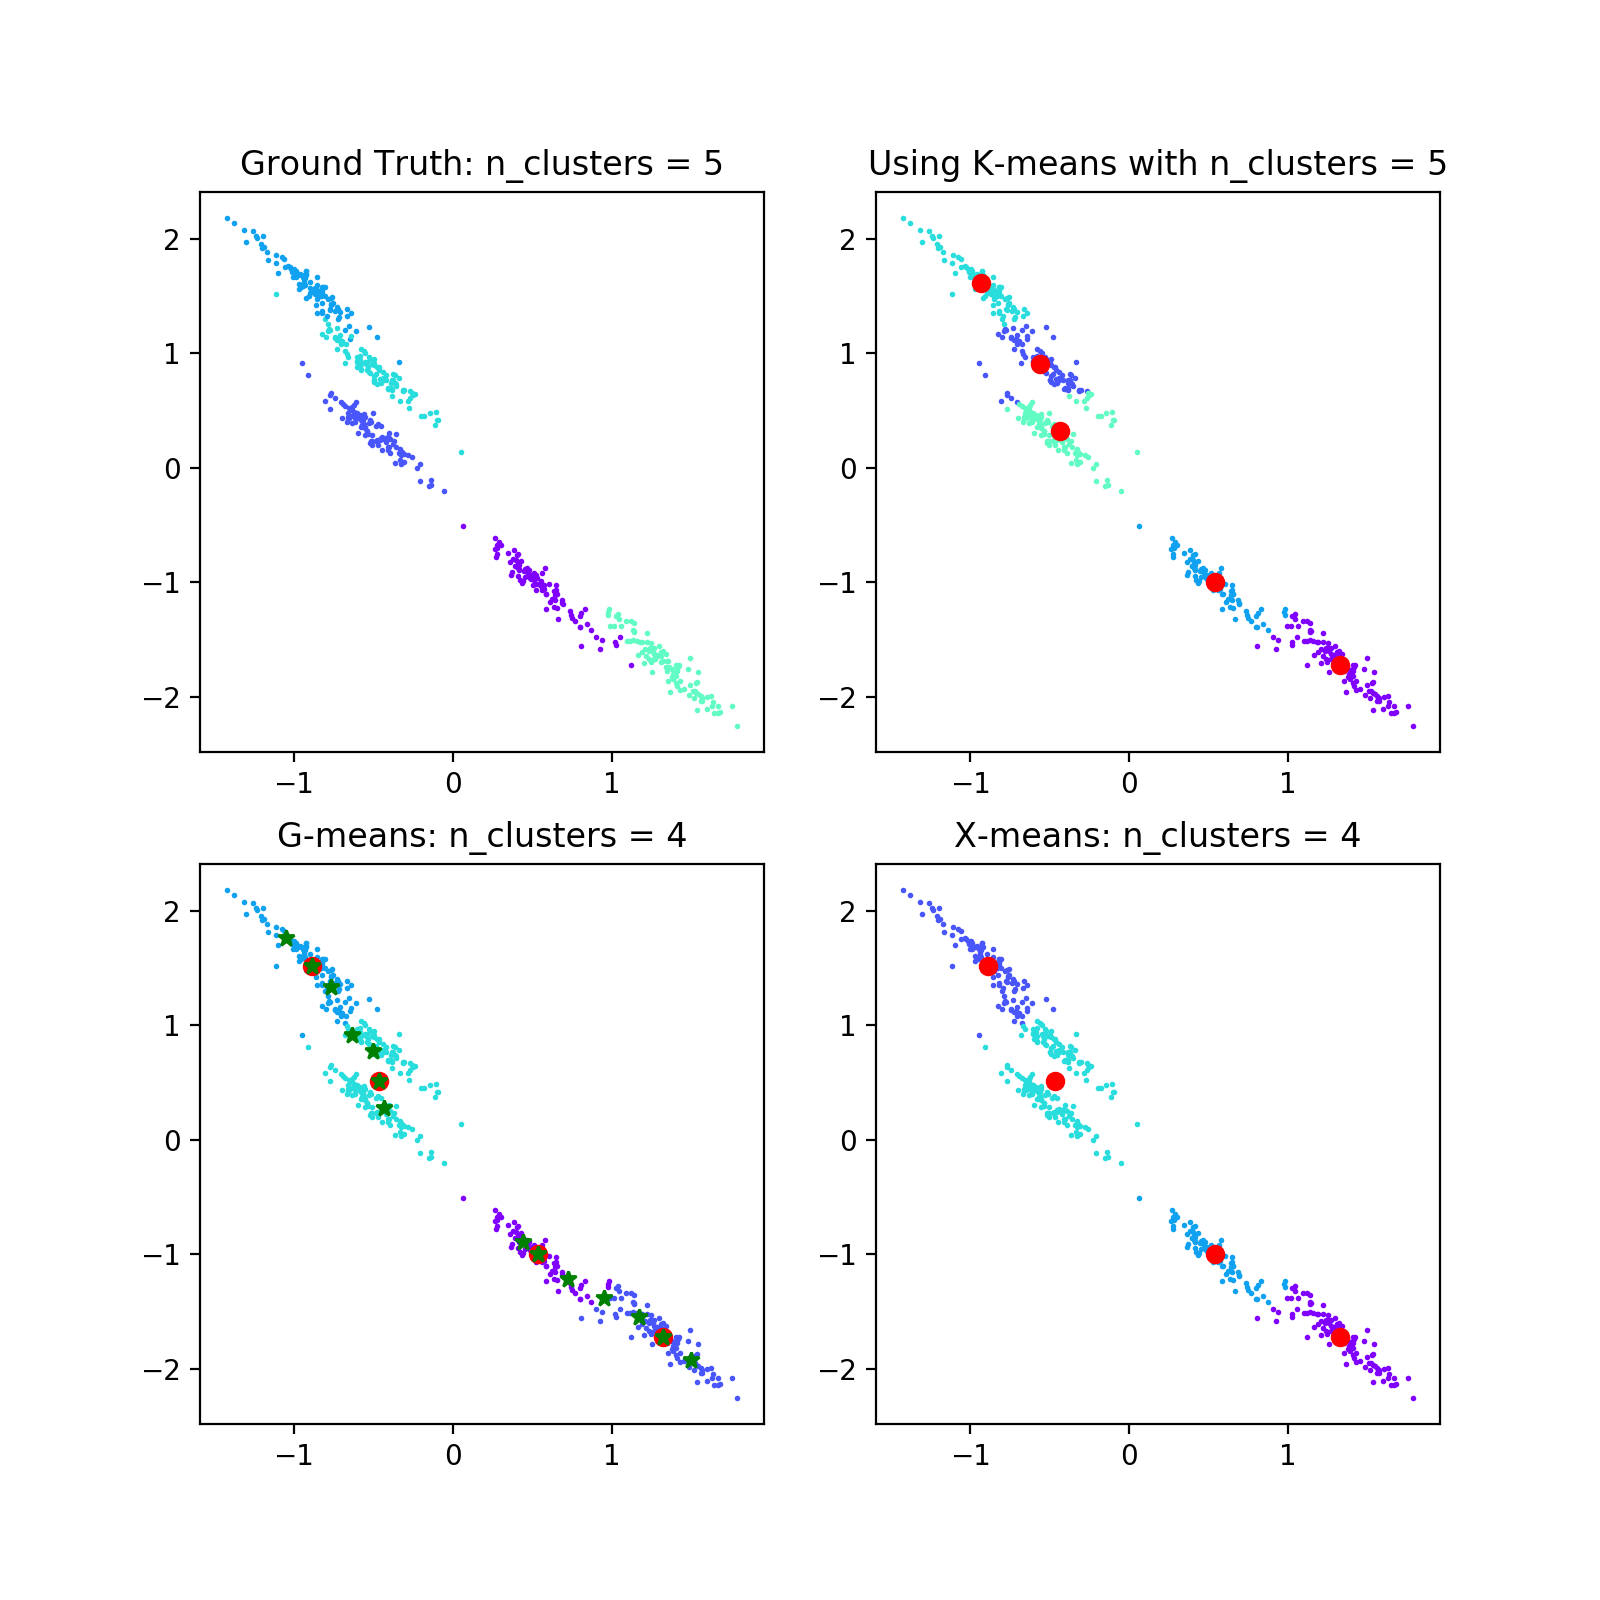 Ground Truth: n_clusters = 5
2
1
0
−1
−2
−1 0 1
Using K-means with n_clusters = 5
2
1
0
−1
−2
−1 0 1
G-means: n_clusters = 4
2
1
0
−1
−2
−1 0 1
X-means: n_clusters = 4
2
1
0
−1
−2
−1 0 1